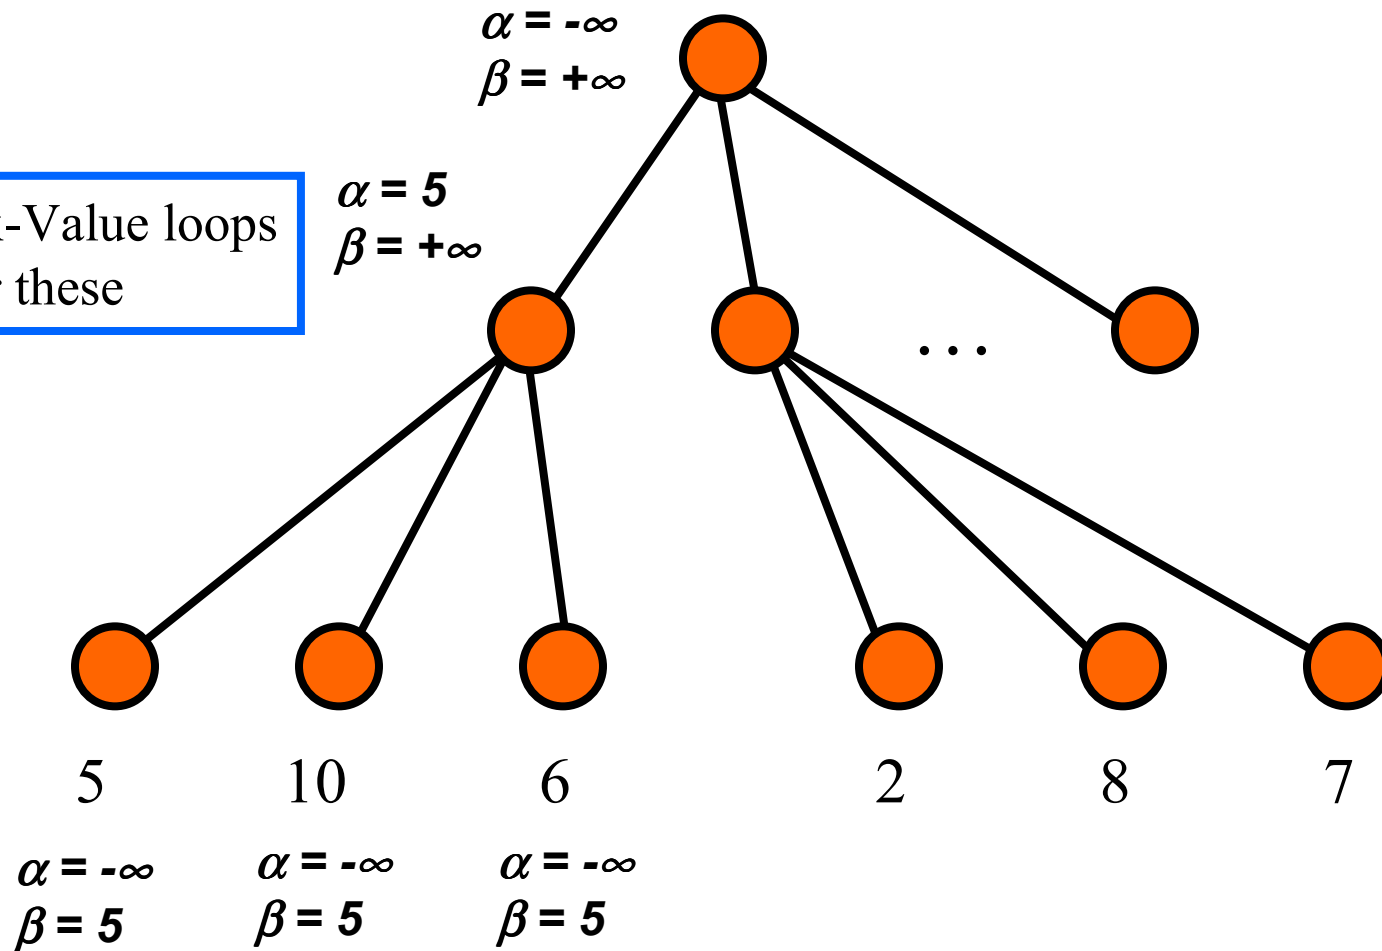 α = -∞
β = +∞
α = 5
β = +∞
-Value loops
these
...
5 10 6 2 8 7
α = -∞ α = -∞ α = -∞
β = 5 β = 5 β = 5